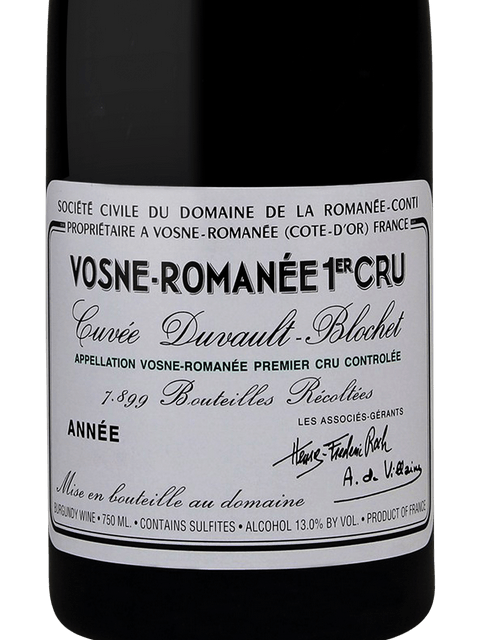 SOCIÉTÉ CIVILE DU DOMAINE DE LA ROMANÉE-CONTI
PROPRIÉTAIRE A VOSNE-ROMANÉE (COTE-D'OR) FRANCE
VOSNE-ROMANÉE 1ER CRU
Cuvée Duvault-Blochet
APPELLATION VOSNE-ROMANÉE PREMIER CRU CONTROLÉE
7.899 Bouteilles Récoltées
LES ASSOCIÉS-GÉRANTS
ANNÉE
Henry-Frédéric Roch
A. de Villaine
Mise en bouteille au domaine
BURGUNDY WINE • 750 ML. • CONTAINS SULFITES • ALCOHOL 13.0% BY VOL. • PRODUCT OF FRANCE